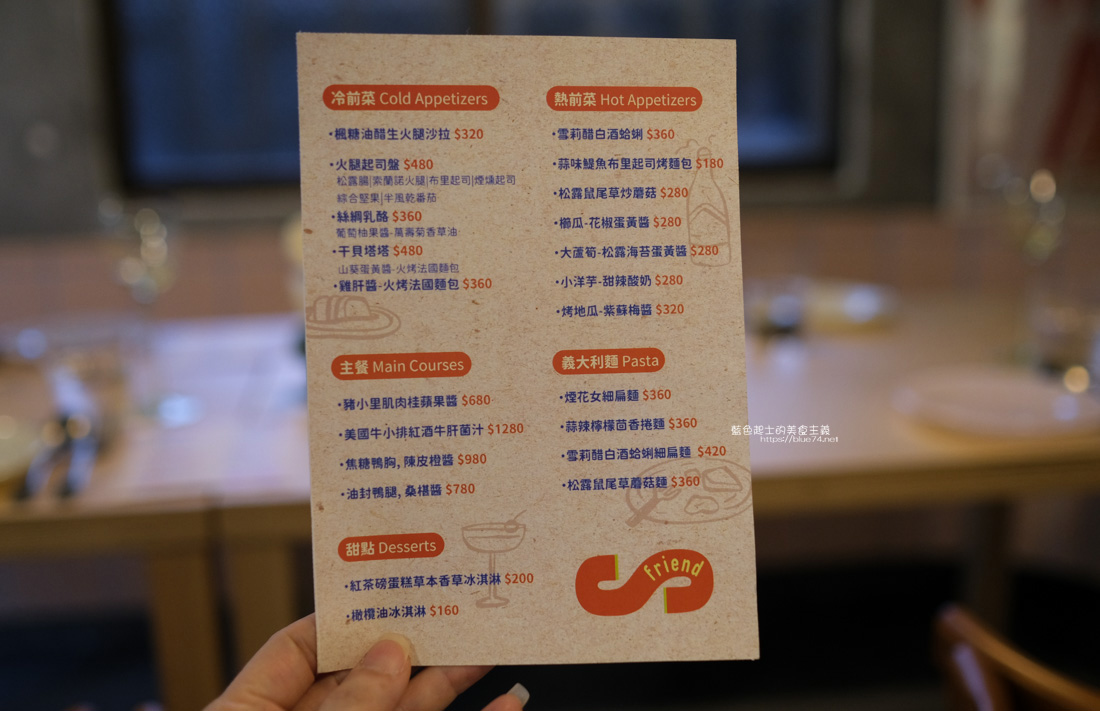 冷前菜 Cold Appetizers
•楓糖油醋生火腿沙拉 $320
•火腿起司盤 $480
松露腸|索蘭諾火腿|布里起司|煙燻起司
綜合堅果|半風乾番茄
•絲綢乳酪 $360
葡萄柚果醬-萬壽菊香草油
•干貝塔塔 $480
山葵蛋黃醬-火烤法國麵包
•雞肝醬-火烤法國麵包 $360
熱前菜 Hot Appetizers
•雪莉醋白酒蛤蜊 $360
•蒜味鯷魚布里起司烤麵包 $180
•松露鼠尾草炒蘑菇 $280
•櫛瓜-花椒蛋黃醬 $280
•大蘆筍-松露海苔蛋黃醬 $280
•小洋芋-甜辣酸奶 $280
•烤地瓜-紫蘇梅醬 $320
主餐 Main Courses
•豬小里肌肉桂蘋果醬 $680
•美國牛小排紅酒牛肝菌汁 $1280
•焦糖鴨胸, 陳皮橙醬 $980
•油封鴨腿, 桑椹醬 $780
義大利麵 Pasta
•煙花女細扁麵 $360
•蒜辣檸檬茴香捲麵 $360
•雪莉醋白酒蛤蜊細扁麵 $420
•松露鼠尾草蘑菇麵 $360
甜點 Desserts
•紅茶磅蛋糕草本香草冰淇淋 $200
•橄欖油冰淇淋 $160
friend
藍色起士的美食主義
https://blue74.net